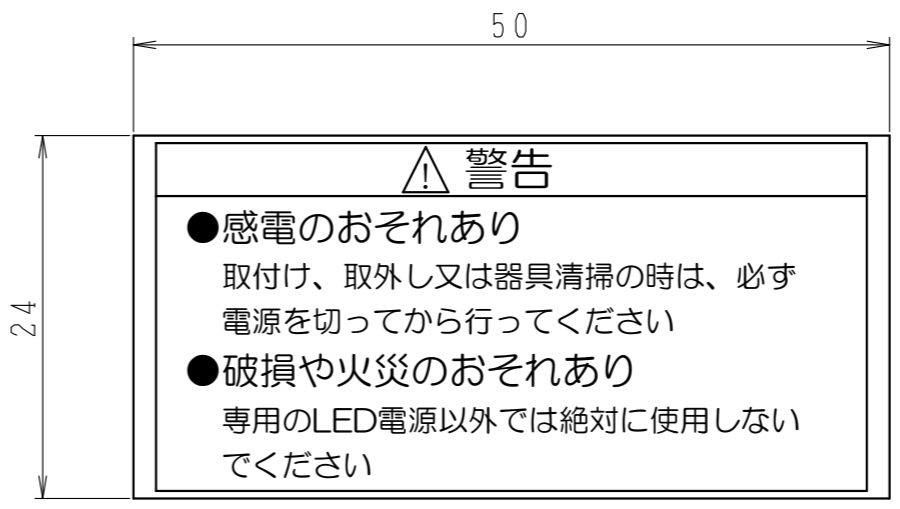 50
24
⚠ 警告
●感電のおそれあり
取付け、取外し又は器具清掃の時は、必ず
電源を切ってから行ってください
●破損や火災のおそれあり
専用のLED電源以外では絶対に使用しない
でください